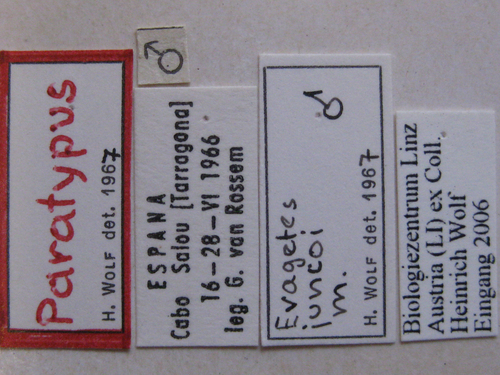 Paratypus
H. WOLF det. 1967
♂
ESPANA
Cabo Salou [Tarragona]
16-28-VI 1966
leg. G. van Rossem
♂
Evagetes
iuncoi
m.
H. WOLF det. 1967
Biologiezentrum Linz
Austria (LI) ex Coll.
Heinrich Wolf
Eingang 2006